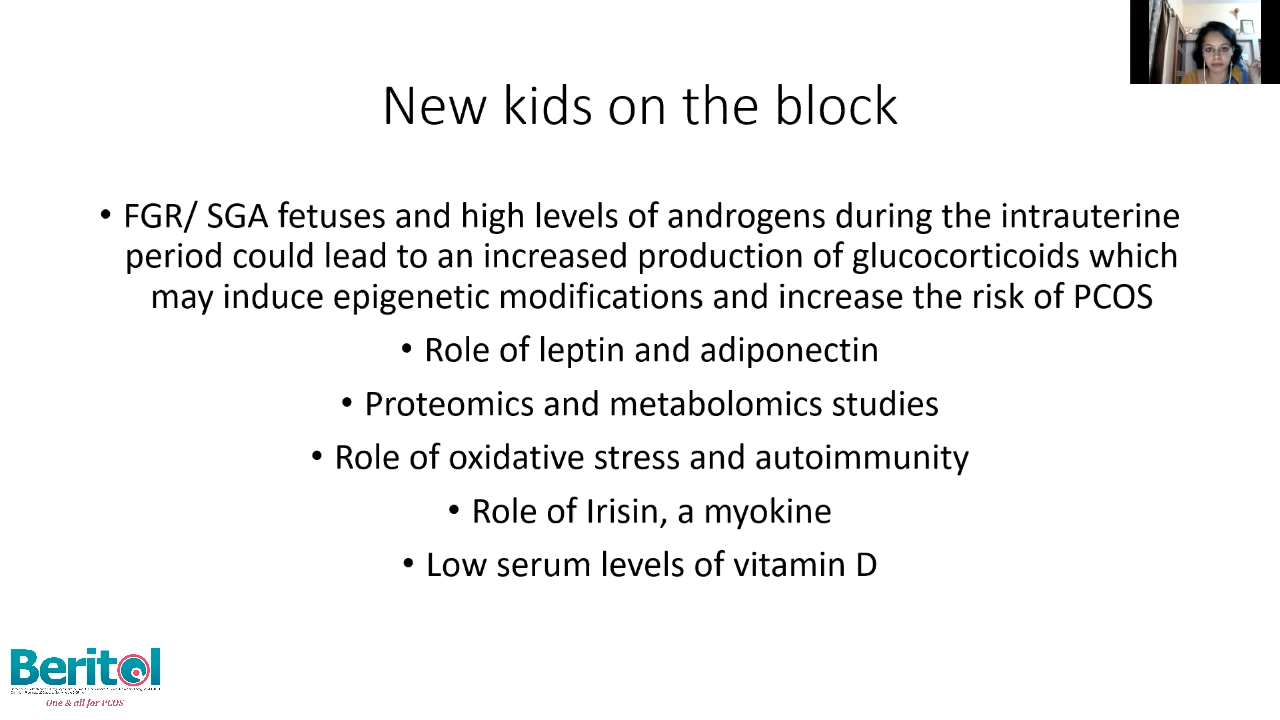 New kids on the block
• FGR/ SGA fetuses and high levels of androgens during the intrauterine
period could lead to an increased production of glucocorticoids which
may induce epigenetic modifications and increase the risk of PCOS
• Role of leptin and adiponectin
• Proteomics and metabolomics studies
• Role of oxidative stress and autoimmunity
• Role of Irisin, a myokine
• Low serum levels of vitamin D
Beritol
One & all for PCOS